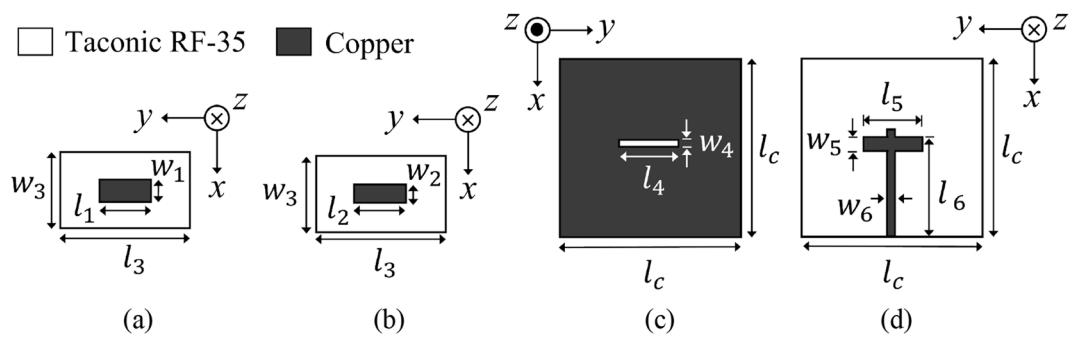 Taconic RF-35 Copper
y z x
w3 w1 l1 l3
(a)
y z x
w3 w2 l2 l3
(b)
z y x
w4 l4 lc lc
(c)
y z x
l5 w5 w6 l6 lc lc
(d)